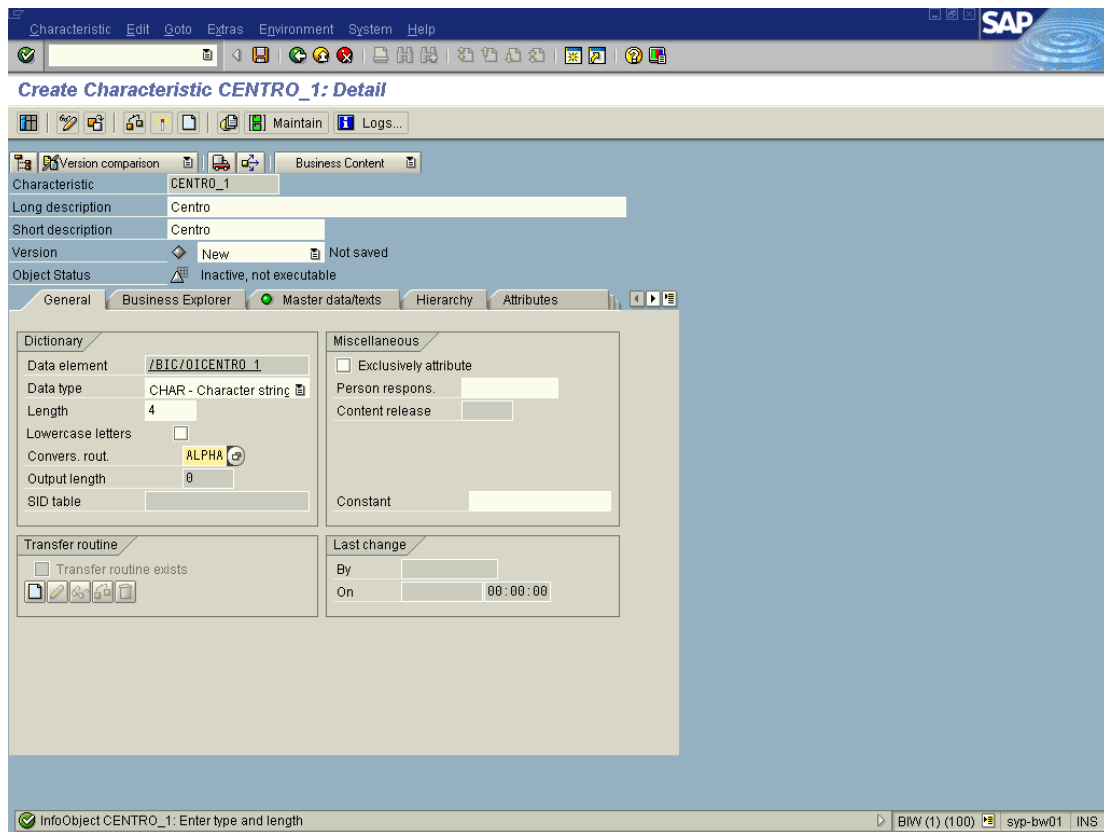 Characteristic Edit Goto Extras Environment System Help
SAP
Create Characteristic CENTRO_1: Detail
Maintain Logs...
Version comparison Business Content
Characteristic CENTRO_1
Long description Centro
Short description Centro
Version New Not saved
Object Status Inactive, not executable
General Business Explorer Master data/texts Hierarchy Attributes
Dictionary Miscellaneous
Data element /BIC/OICENTRO_1 Exclusively attribute
Data type CHAR - Character string Person respons.
Length 4 Content release
Lowercase letters
Convers. rout. ALPHA
Output length 0
SID table Constant
Transfer routine Last change
Transfer routine exists By
On 00:00:00
InfoObject CENTRO_1: Enter type and length BIW (1) (100) syp-bw01 INS